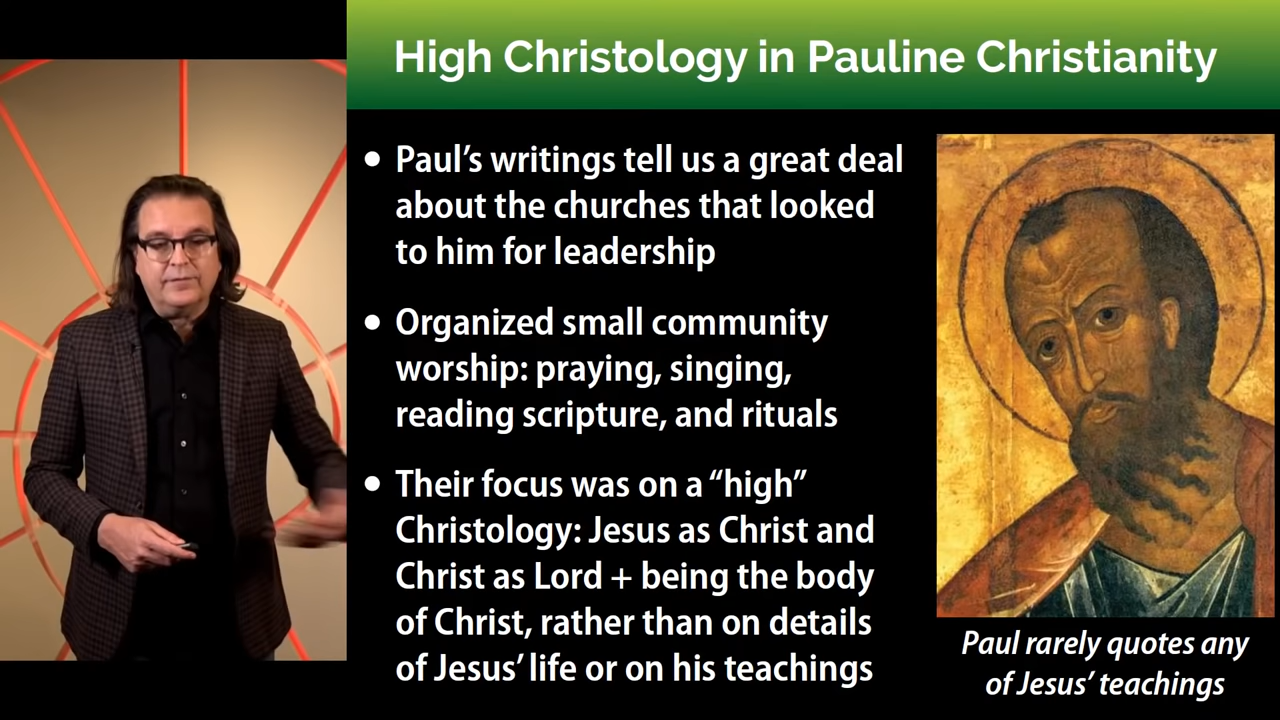 High Christology in Pauline Christianity
• Paul’s writings tell us a great deal
about the churches that looked
to him for leadership
• Organized small community
worship: praying, singing,
reading scripture, and rituals
• Their focus was on a “high”
Christology: Jesus as Christ and
Christ as Lord + being the body
of Christ, rather than on details
of Jesus’ life or on his teachings
Paul rarely quotes any
of Jesus’ teachings